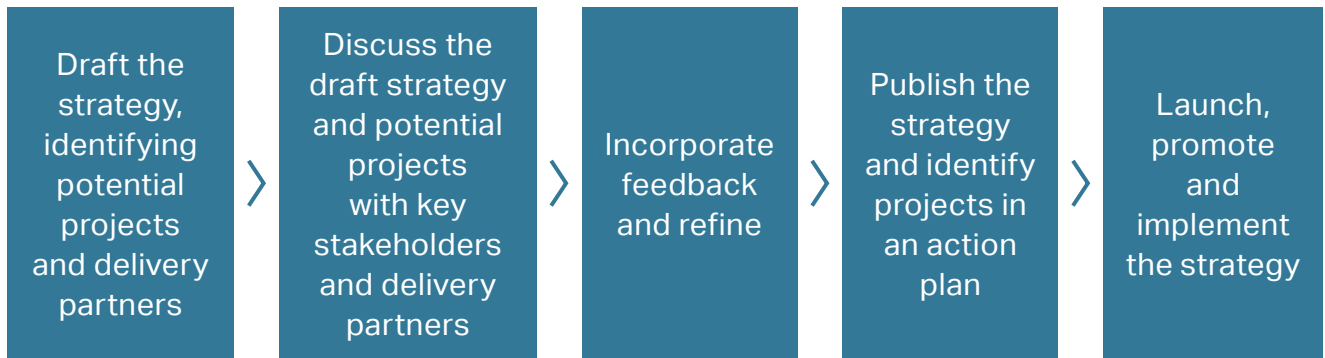 Draft the
strategy,
identifying
potential
projects
and delivery
partners
Discuss the
draft strategy
and potential
projects
with key
stakeholders
and delivery
partners
Incorporate
feedback
and refine
Publish the
strategy
and identify
projects in
an action
plan
Launch,
promote
and
implement
the strategy